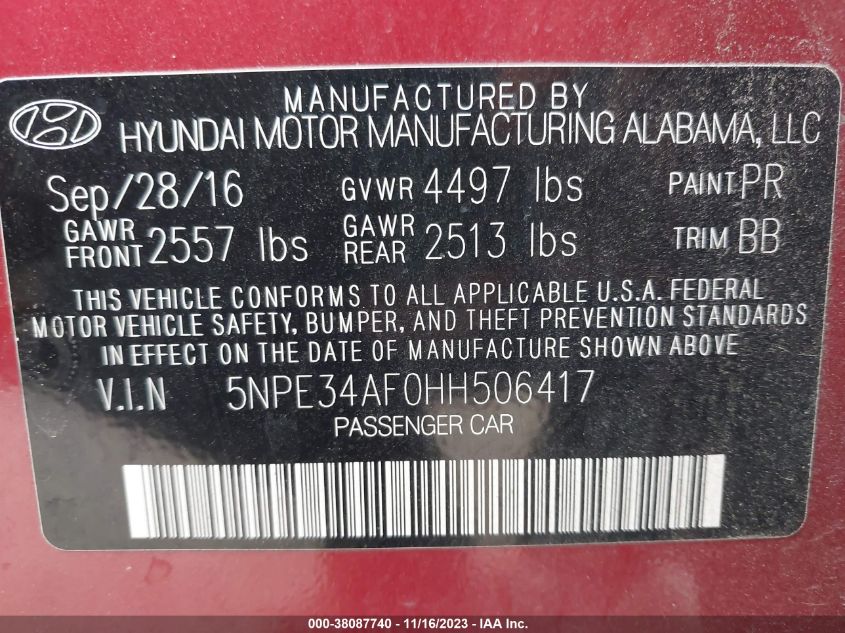 MANUFACTURED BY
HYUNDAI MOTOR MANUFACTURING ALABAMA, LLC
Sep/28/16 GVWR 4497 lbs PAINT PR
GAWR FRONT 2557 lbs GAWR REAR 2513 lbs TRIM BB
THIS VEHICLE CONFORMS TO ALL APPLICABLE U.S.A. FEDERAL
MOTOR VEHICLE SAFETY, BUMPER, AND THEFT PREVENTION STANDARDS
IN EFFECT ON THE DATE OF MANUFACTURE SHOWN ABOVE
V.I.N 5NPE34AF0HH506417
PASSENGER CAR
000-38087740 - 11/16/2023 - IAA Inc.